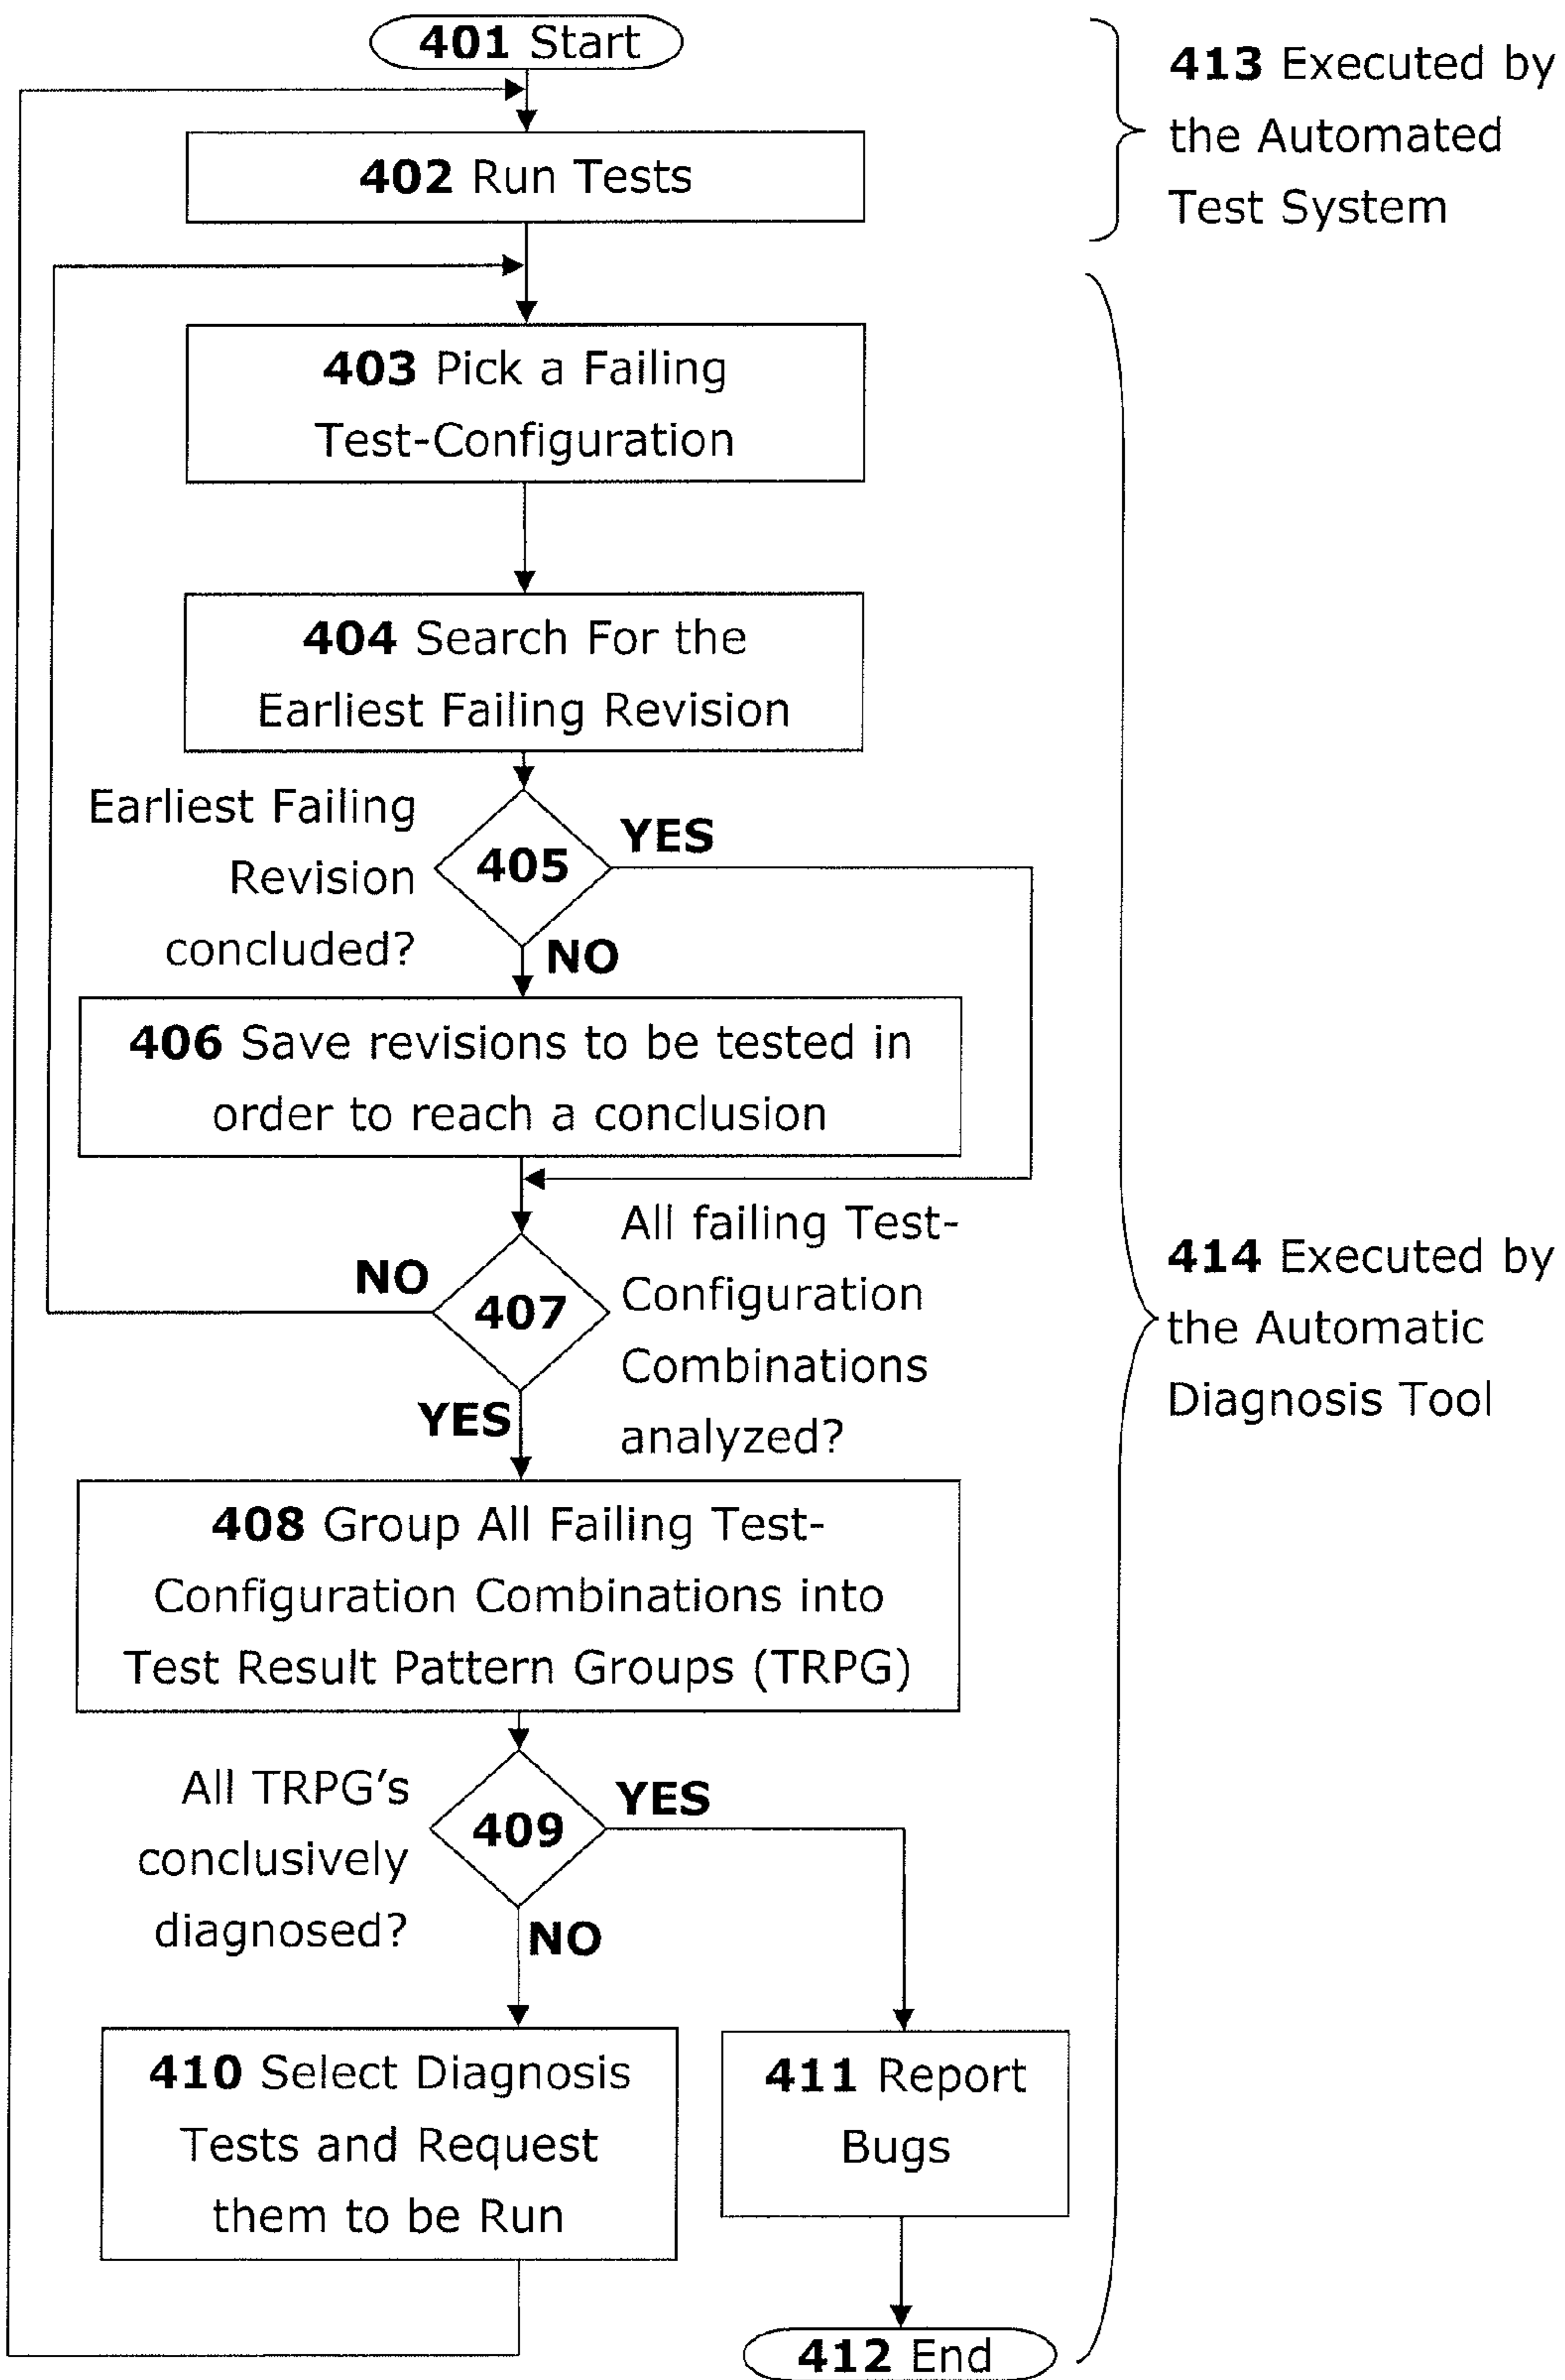 401 Start
413 Executed by
the Automated
Test System
402 Run Tests
403 Pick a Failing
Test-Configuration
404 Search For the
Earliest Failing Revision
Earliest Failing
Revision
concluded?
405
YES
NO
406 Save revisions to be tested in
order to reach a conclusion
NO
407
All failing Test-
Configuration
Combinations
analyzed?
YES
414 Executed by
the Automatic
Diagnosis Tool
408 Group All Failing Test-
Configuration Combinations into
Test Result Pattern Groups (TRPG)
All TRPG's
conclusively
diagnosed?
409
YES
NO
410 Select Diagnosis
Tests and Request
them to be Run
411 Report
Bugs
412 End